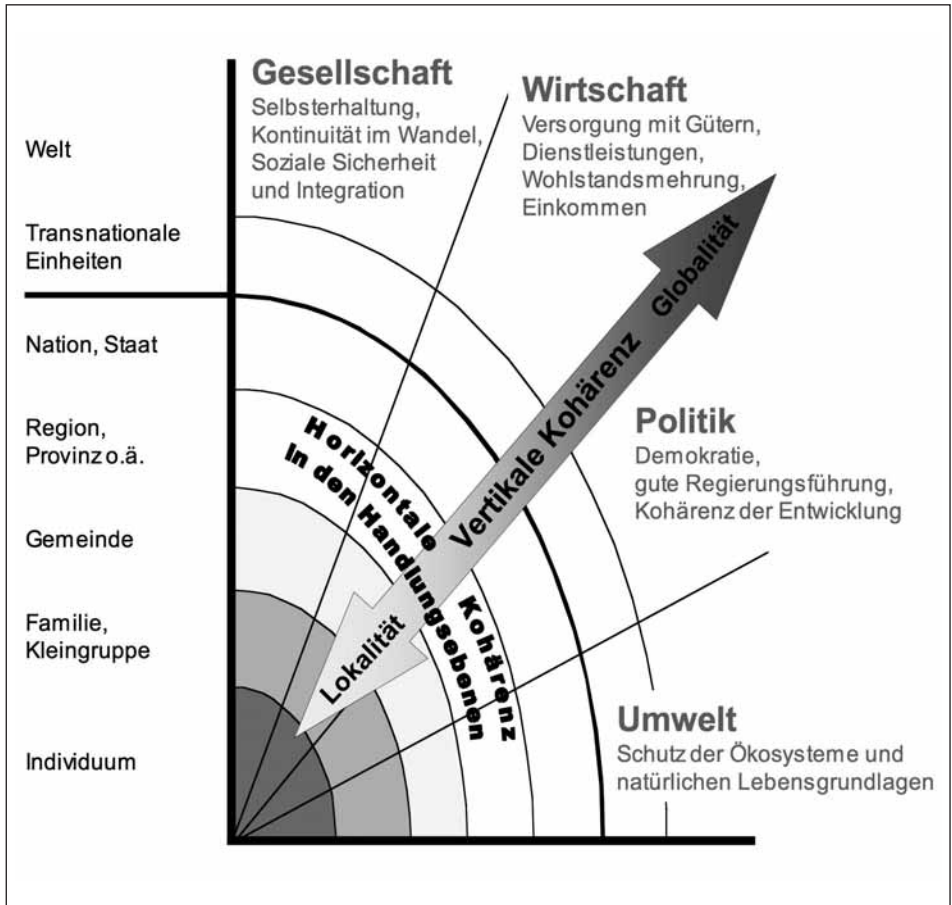 Gesellschaft
Selbsterhaltung,
Kontinuität im Wandel,
Soziale Sicherheit
und Integration
Wirtschaft
Versorgung mit Gütern,
Dienstleistungen,
Wohlstandsmehrung,
Einkommen
Politik
Demokratie,
gute Regierungsführung,
Kohärenz der Entwicklung
Umwelt
Schutz der Ökosysteme und
natürlichen Lebensgrundlagen
Welt
Transnationale
Einheiten
Nation, Staat
Region,
Provinz o.ä.
Gemeinde
Familie,
Kleingruppe
Individuum
Lokalität
Vertikale Kohärenz
Globalität
Horizontale Kohärenz
In den Handlungsebenen